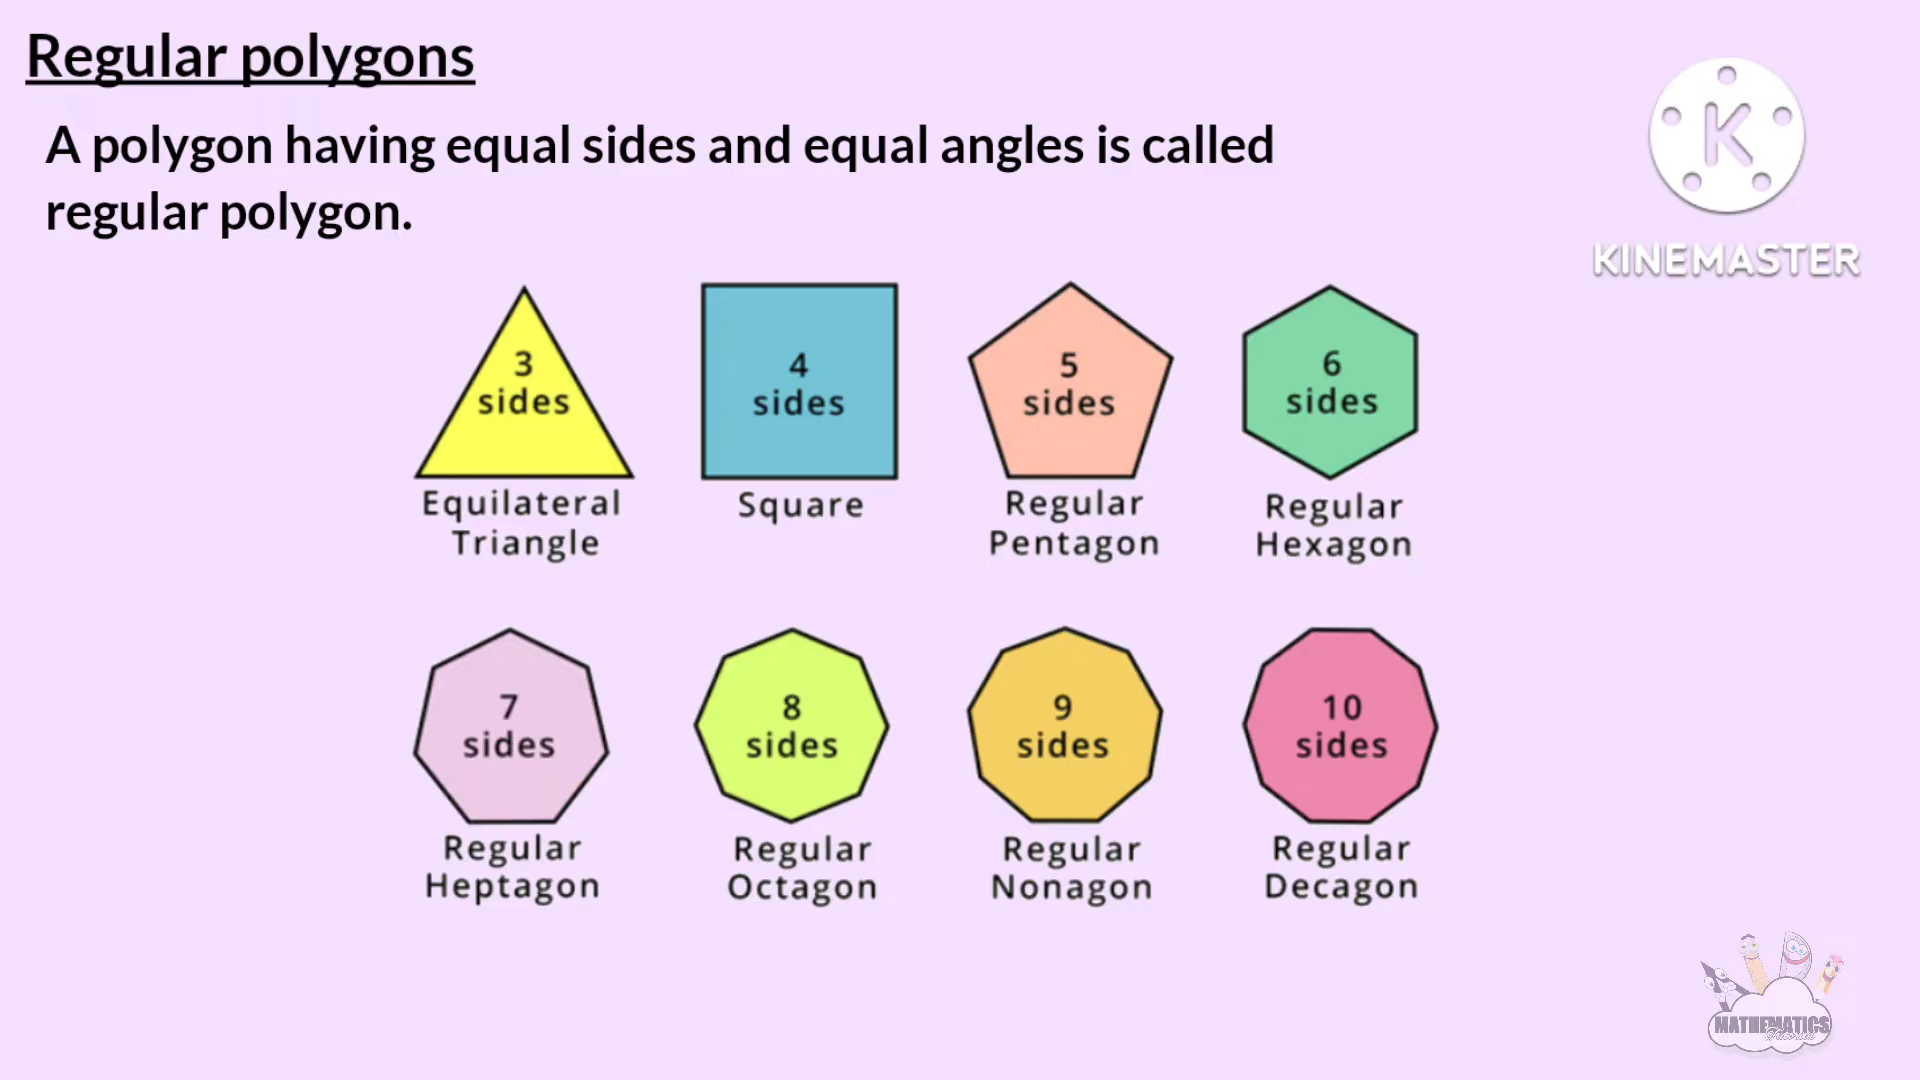 Regular polygons
A polygon having equal sides and equal angles is called
regular polygon.
K
KINEMASTER
3
sides
4
sides
5
sides
6
sides
Equilateral
Triangle
Square
Regular
Pentagon
Regular
Hexagon
7
sides
8
sides
9
sides
10
sides
Regular
Heptagon
Regular
Octagon
Regular
Nonagon
Regular
Decagon
MATHEMATICS